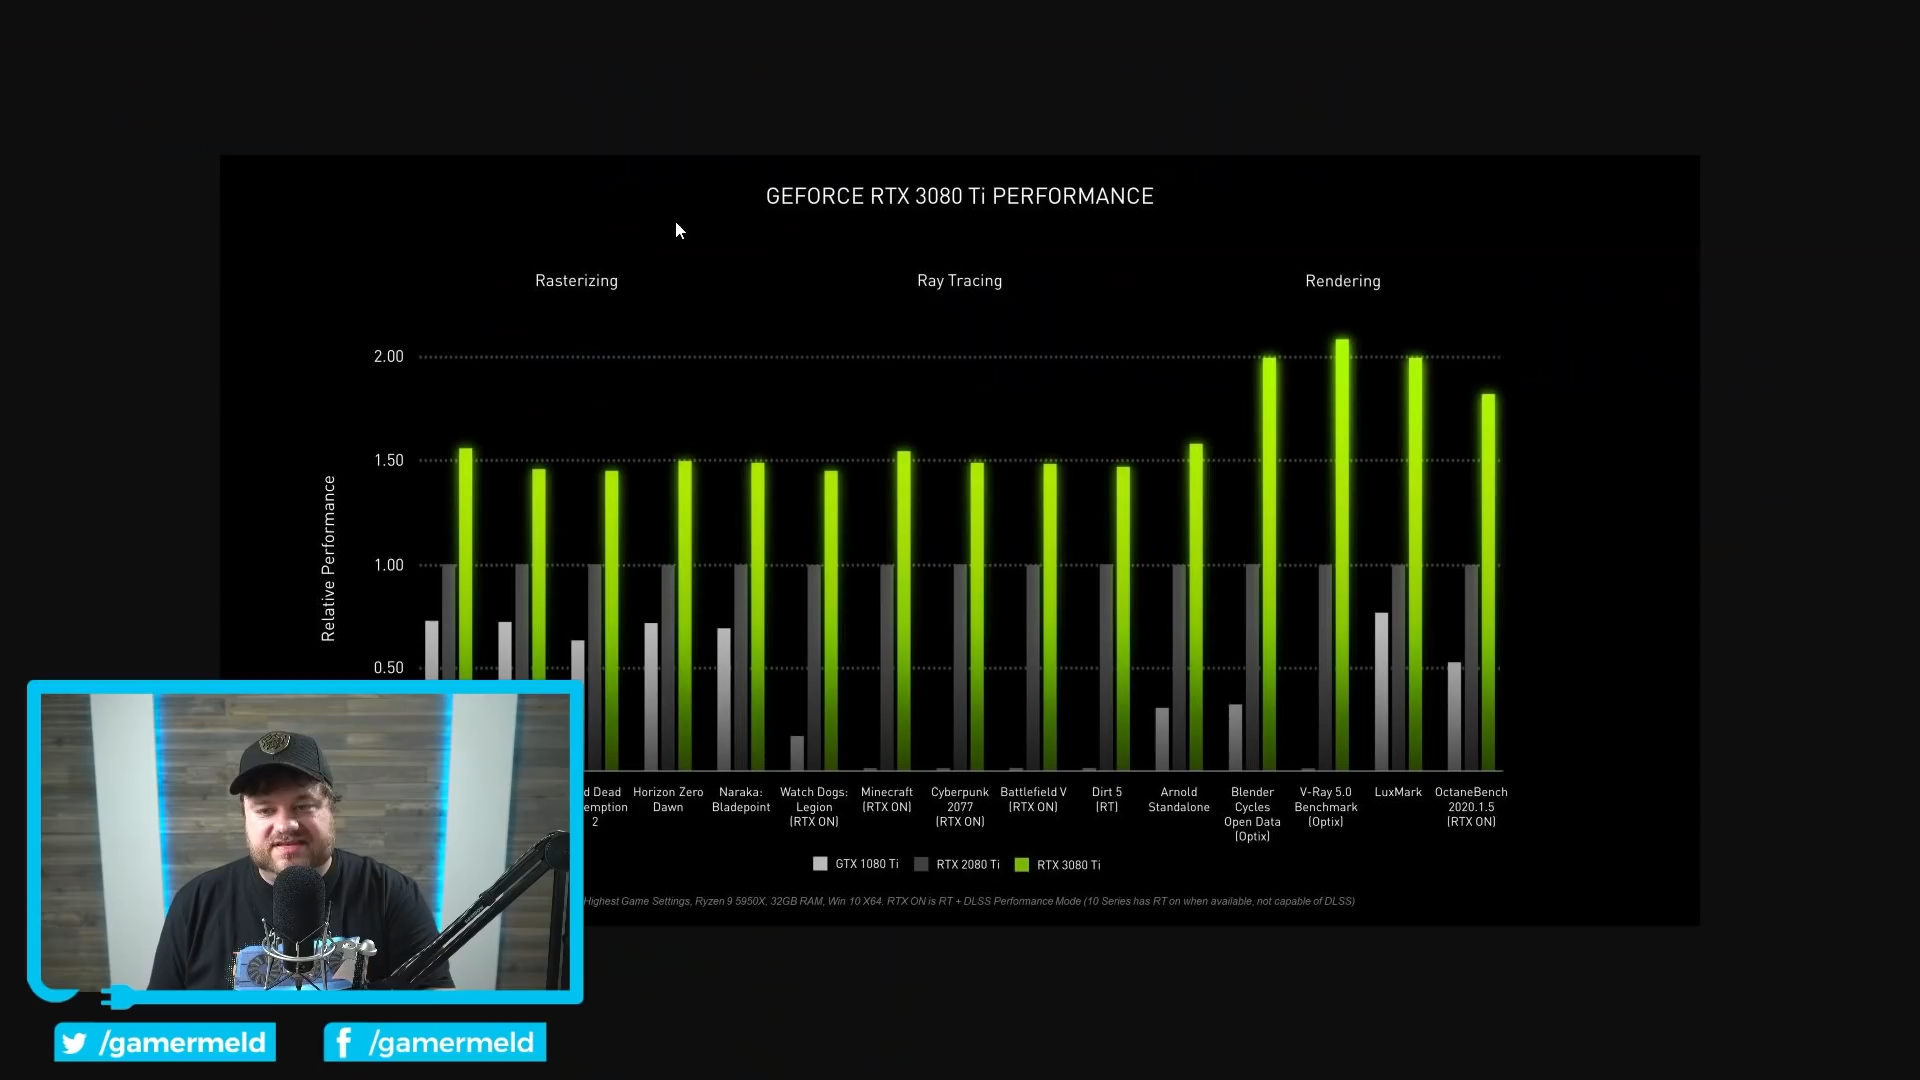 GEFORCE RTX 3080 Ti PERFORMANCE
Rasterizing
Ray Tracing
Rendering
2.00
1.50
1.00
0.50
Relative Performance
d Dead
emption
2
Horizon Zero
Dawn
Naraka:
Bladepoint
Watch Dogs:
Legion
(RTX ON)
Minecraft
(RTX ON)
Cyberpunk
2077
(RTX ON)
Battlefield V
(RTX ON)
Dirt 5
(RT)
Arnold
Standalone
Blender
Cycles
Open Data
(Optix)
V-Ray 5.0
Benchmark
(Optix)
LuxMark
OctaneBench
2020.1.5
(RTX ON)
GTX 1080 Ti
RTX 2080 Ti
RTX 3080 Ti
Highest Game Settings, Ryzen 9 5950X, 32GB RAM, Win 10 X64. RTX ON is RT + DLSS Performance Mode (10 Series has RT on when available, not capable of DLSS)
/gamermeld
/gamermeld